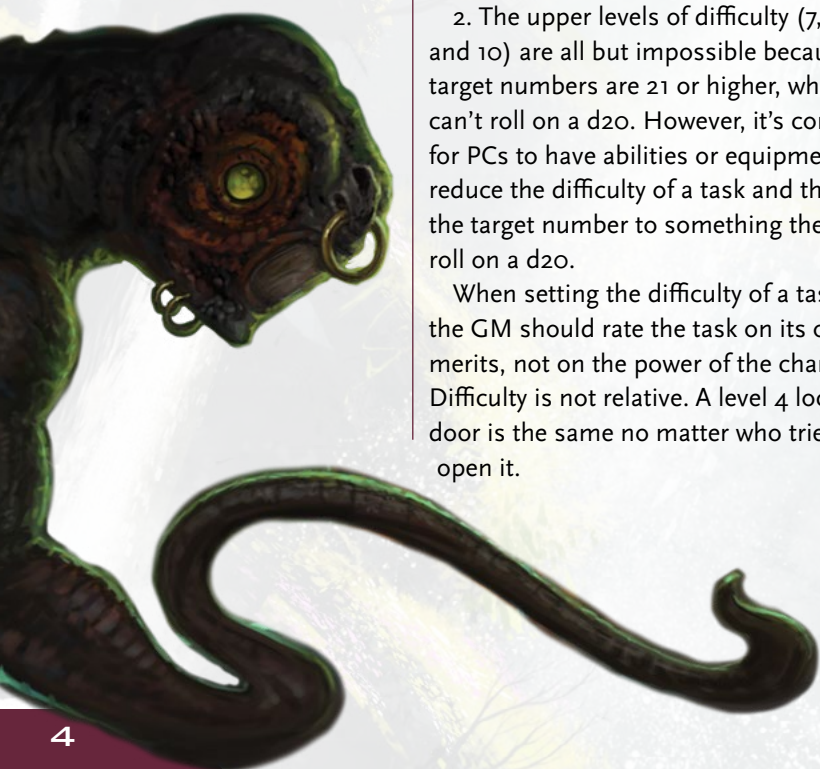 2. The upper levels of difficulty (7,
and 10) are all but impossible becau
target numbers are 21 or higher, wh
can't roll on a d20. However, it's con
for PCs to have abilities or equipme
reduce the difficulty of a task and th
the target number to something the
roll on a d20.
When setting the difficulty of a tas
the GM should rate the task on its o
merits, not on the power of the char
Difficulty is not relative. A level 4 loc
door is the same no matter who trie
open it.
4